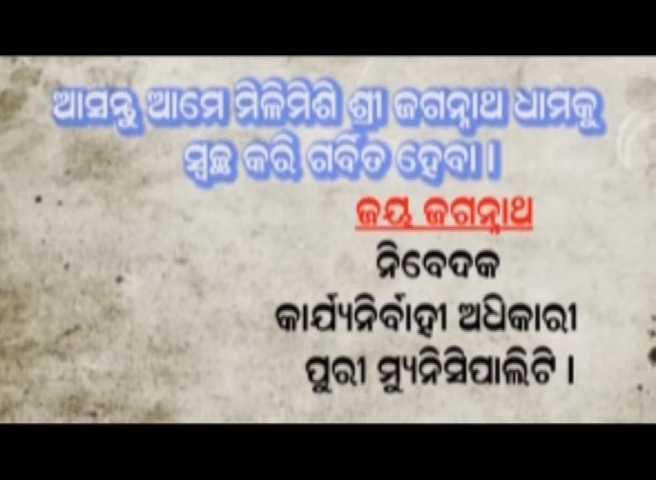 ଆସନ୍ତୁ ଆମେ ମିଳିମିଶି ଶ୍ରୀ ଜଗନ୍ନାଥ ଧାମକୁ
ସ୍ୱଚ୍ଛ କରି ଗର୍ବିତ ହେବା ।
ଜୟ ଜଗନ୍ନାଥ
ନିବେଦକ
କାର୍ଯ୍ୟନିର୍ବାହୀ ଅଧିକାରୀ
ପୁରୀ ମ୍ୟୁନିସିପାଲିଟି ।